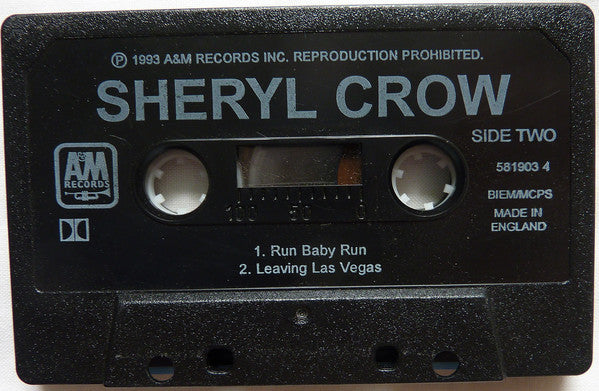 ℗ 1993 A&M RECORDS INC. REPRODUCTION PROHIBITED.
SHERYL CROW
SIDE TWO
A&M
RECORDS
581903 4
BIEM/MCPS
MADE IN
ENGLAND
100 50 0
1. Run Baby Run
2. Leaving Las Vegas